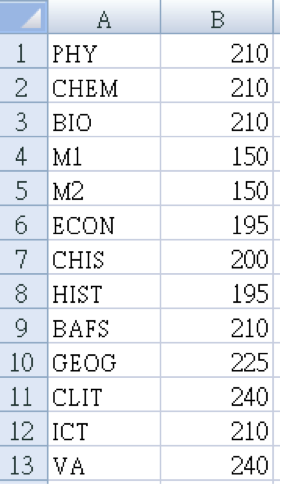 A B
1 PHY 210
2 CHEM 210
3 BIO 210
4 M1 150
5 M2 150
6 ECON 195
7 CHIS 200
8 HIST 195
9 BAFS 210
10 GEOG 225
11 CLIT 240
12 ICT 210
13 VA 240